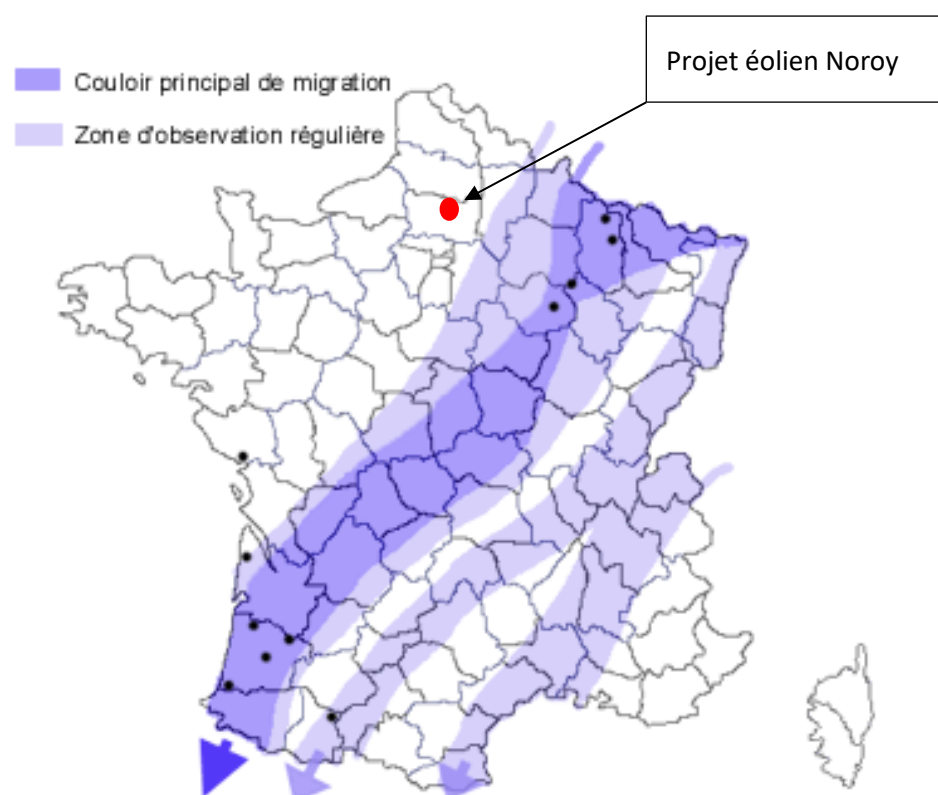 Projet éolien Noroy
Couloir principal de migration
Zone d'observation régulière